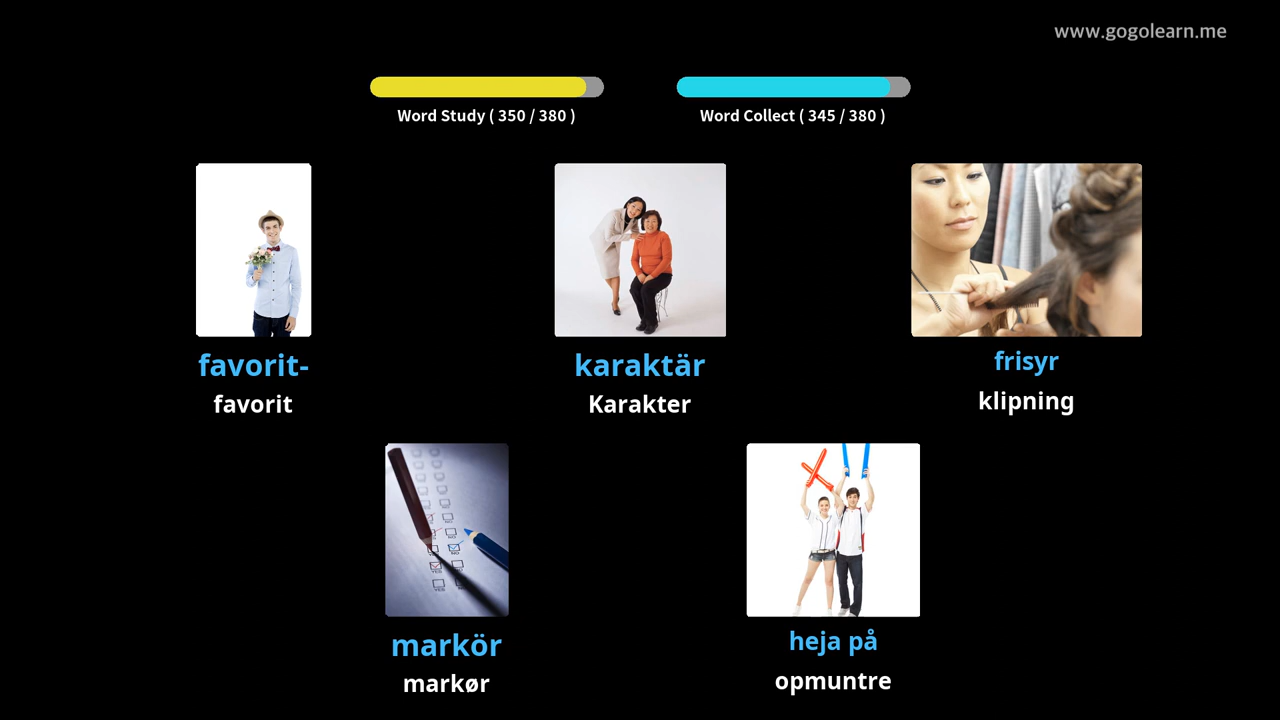 www.gogolearn.me
Word Study ( 350 / 380 )
Word Collect ( 345 / 380 )
favorit-
favorit
karaktär
Karakter
frisyr
klipning
markör
markør
heja på
opmuntre